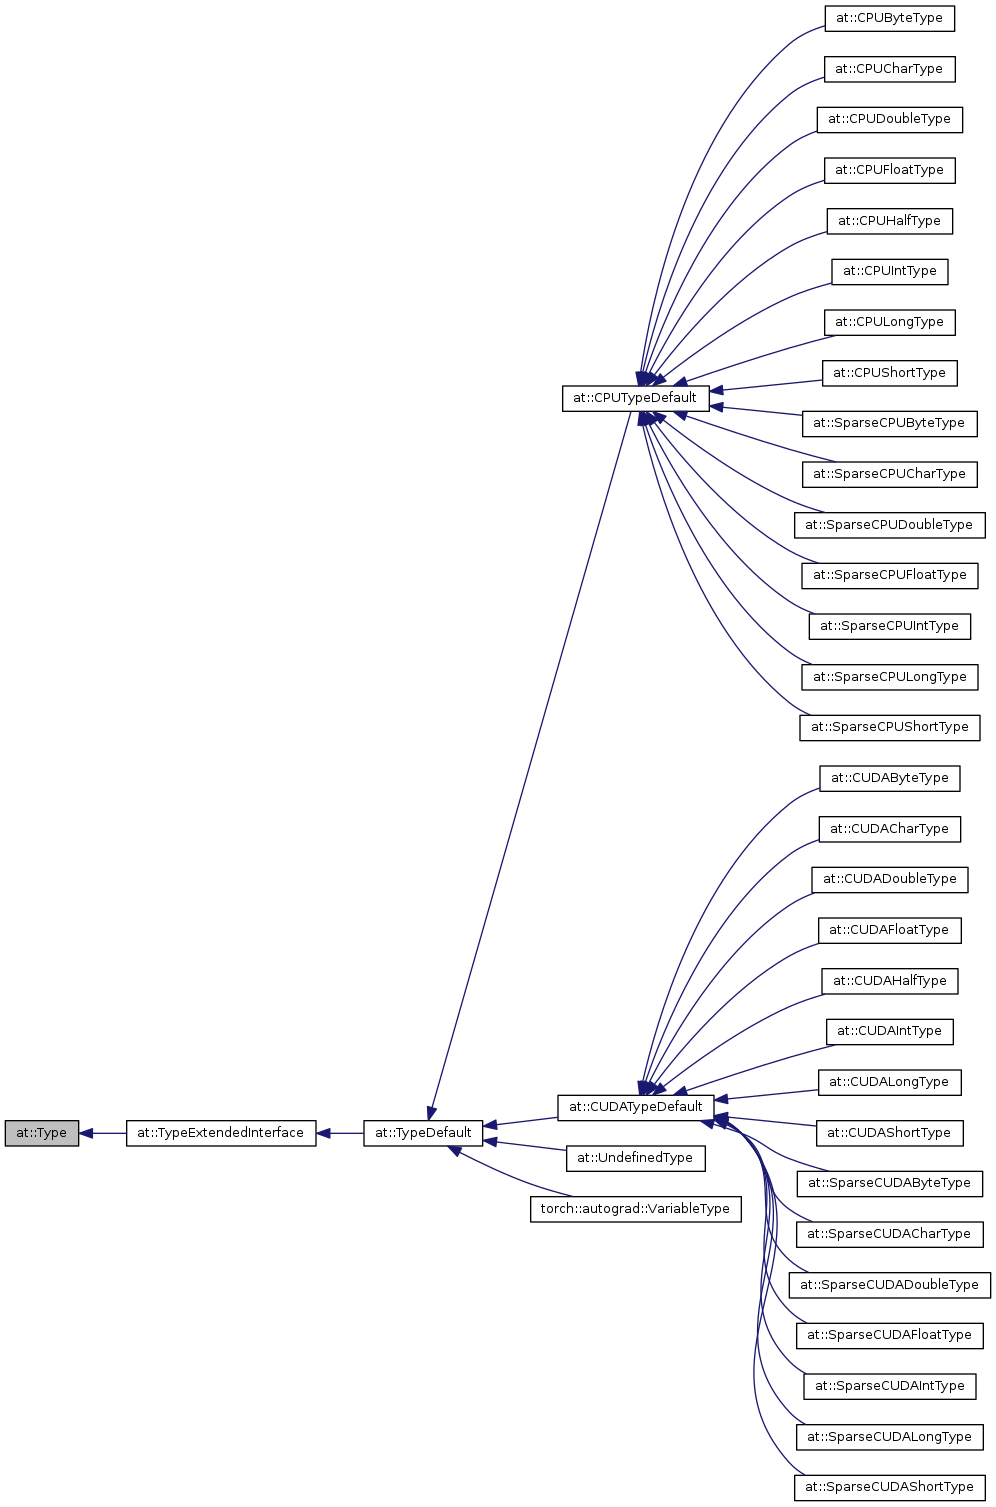 at::CPUByteType
at::CPUCharType
at::CPUDoubleType
at::CPUFloatType
at::CPUHalfType
at::CPUIntType
at::CPULongType
at::CPUShortType
at::CPUTypeDefault
at::SparseCPUByteType
at::SparseCPUCharType
at::SparseCPUDoubleType
at::SparseCPUFloatType
at::SparseCPUIntType
at::SparseCPULongType
at::SparseCPUShortType
at::CUDAByteType
at::CUDACharType
at::CUDADoubleType
at::CUDAFloatType
at::CUDAHalfType
at::CUDAIntType
at::CUDALongType
at::CUDATypeDefault
at::Type
at::TypeExtendedInterface
at::TypeDefault
at::CUDAShortType
at::UndefinedType
at::SparseCUDAByteType
torch::autograd::VariableType
at::SparseCUDACharType
at::SparseCUDADoubleType
at::SparseCUDAFloatType
at::SparseCUDAIntType
at::SparseCUDALongType
at::SparseCUDAShortType